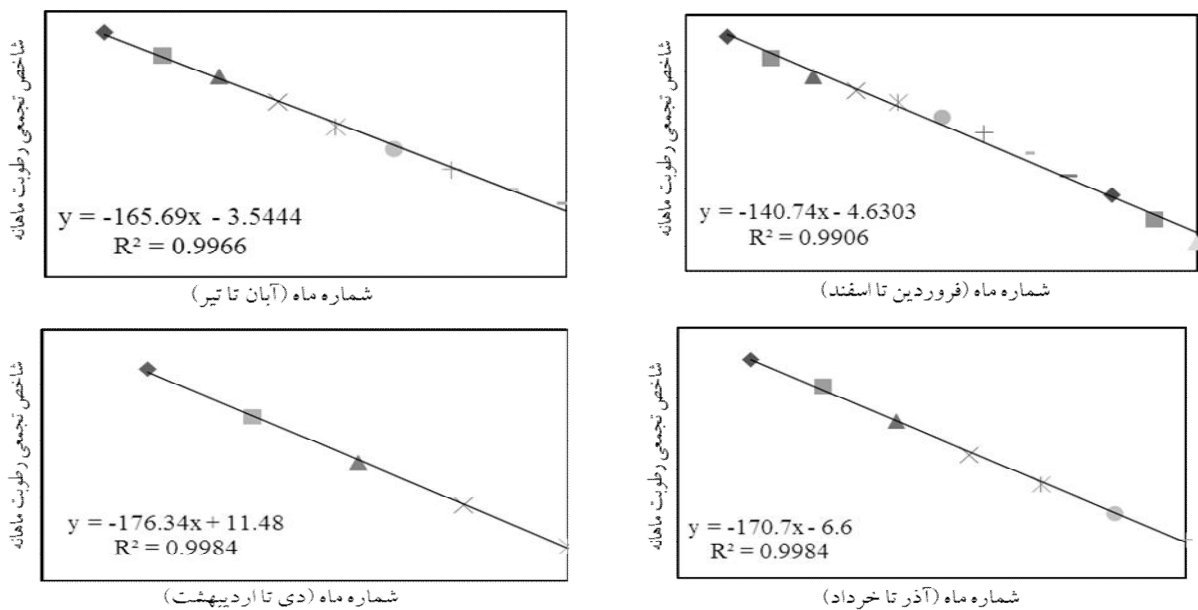 شاخص تجمعی رطوبت ماهانه
y = -140.74x - 4.6303
R² = 0.9906
شماره ماه (فروردین تا اسفند)
شاخص تجمعی رطوبت ماهانه
y = -165.69x - 3.5444
R² = 0.9966
شماره ماه (آبان تا تیر)
شاخص تجمعی رطوبت ماهانه
y = -170.7x - 6.6
R² = 0.9984
شماره ماه (آذر تا خرداد)
شاخص تجمعی رطوبت ماهانه
y = -176.34x + 11.48
R² = 0.9984
شماره ماه (دی تا اردیبهشت)